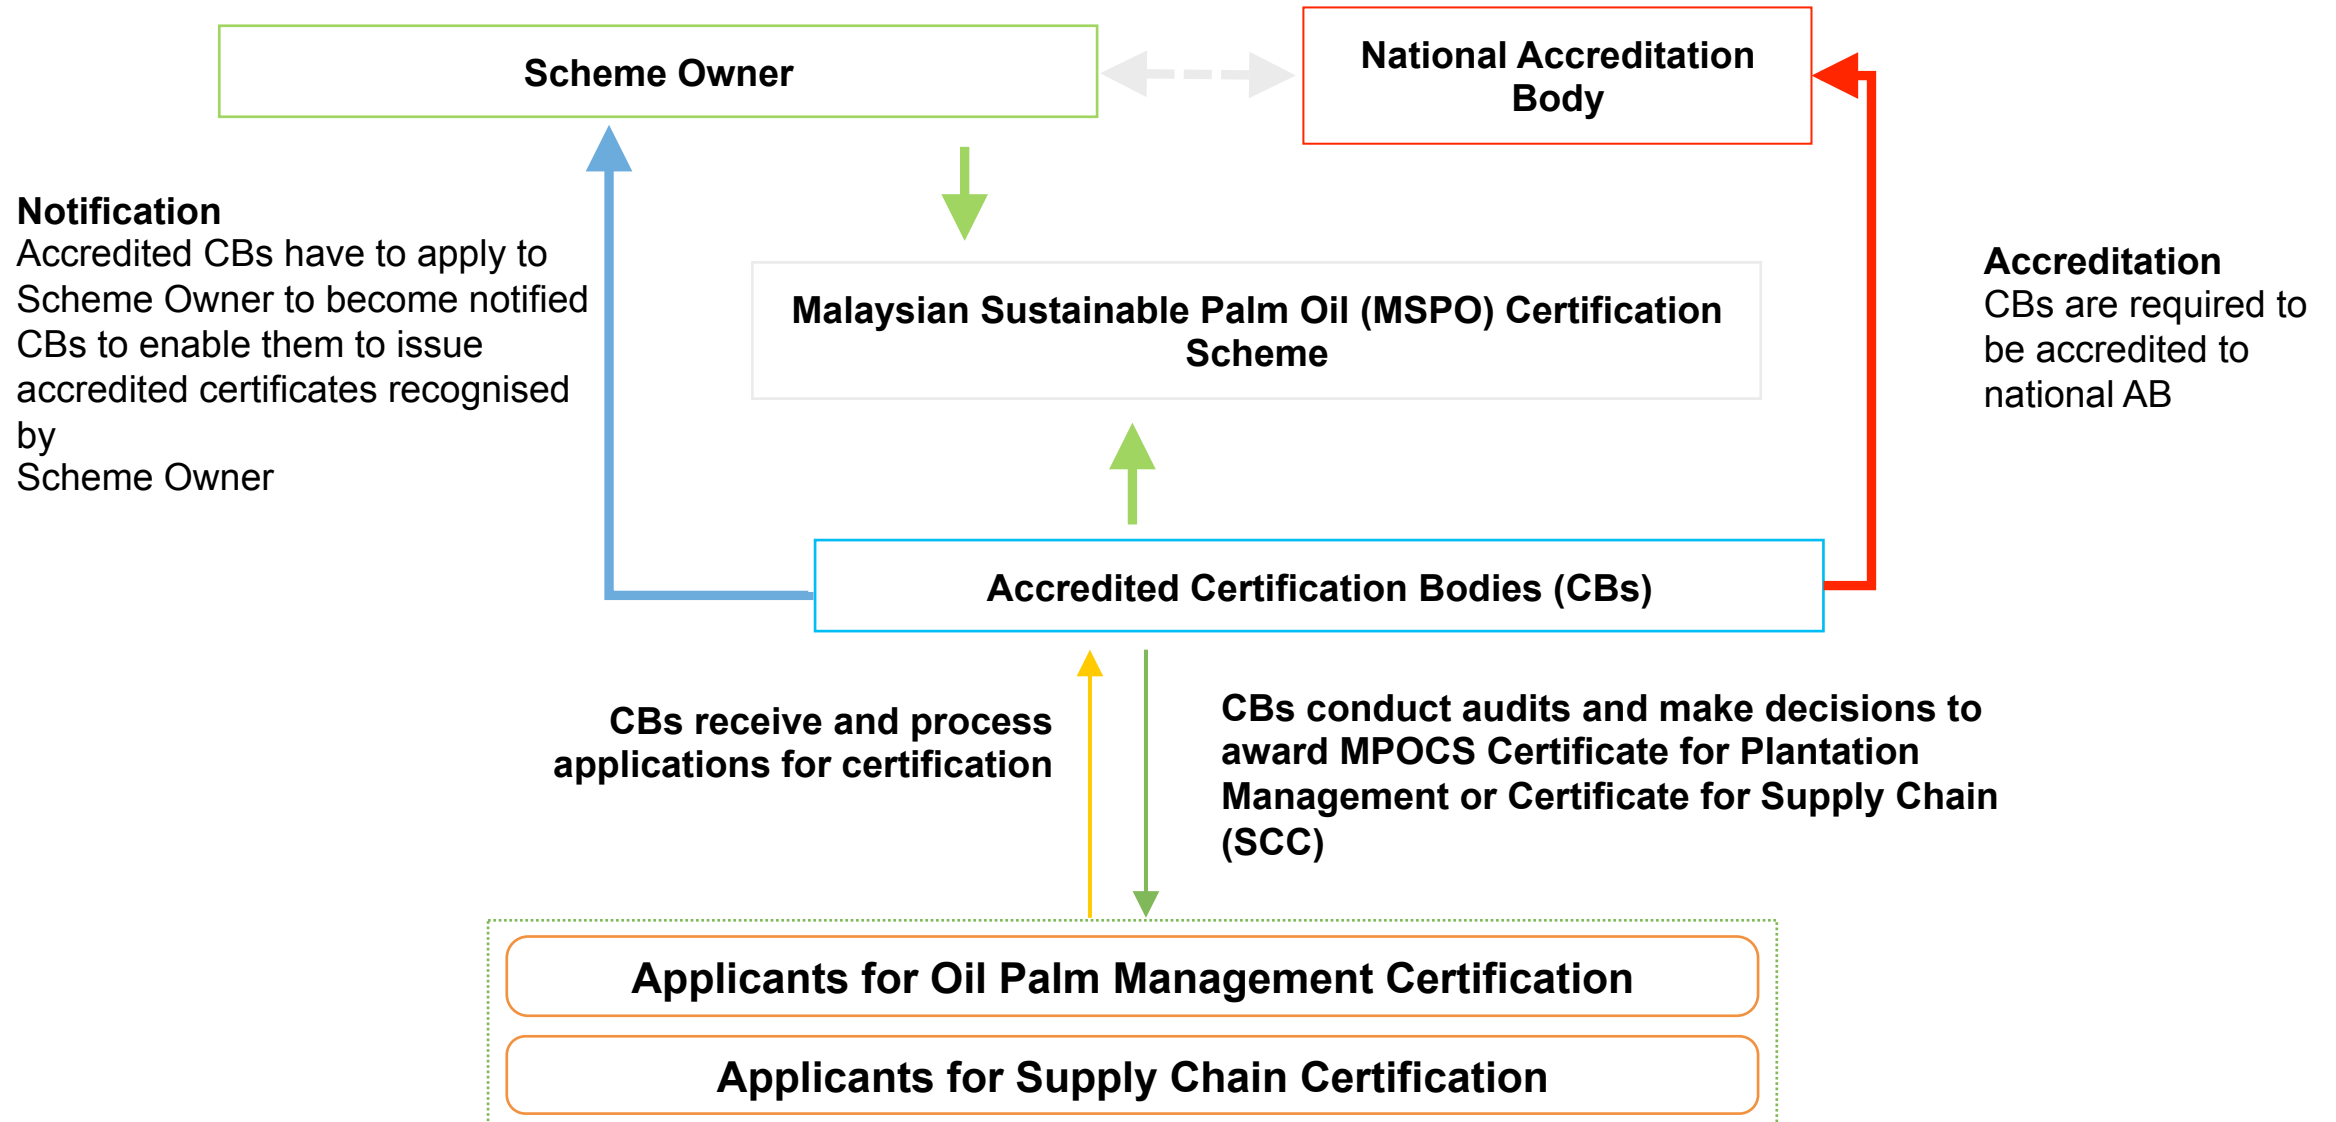 Scheme Owner
National Accreditation
Body
Notification
Accredited CBs have to apply to
Scheme Owner to become notified
CBs to enable them to issue
accredited certificates recognised
by
Scheme Owner
Malaysian Sustainable Palm Oil (MSPO) Certification
Scheme
Accreditation
CBs are required to
be accredited to
national AB
Accredited Certification Bodies (CBs)
CBs receive and process
applications for certification
CBs conduct audits and make decisions to
award MPOCS Certificate for Plantation
Management or Certificate for Supply Chain
(SCC)
Applicants for Oil Palm Management Certification
Applicants for Supply Chain Certification